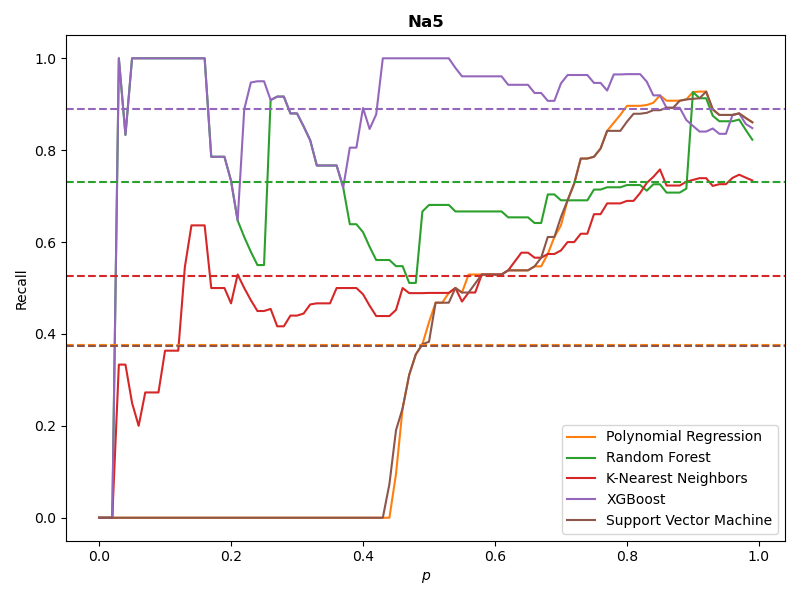 Na5
Recall
1.0
0.8
0.6
0.4
0.2
0.0
0.0
0.2
0.4
0.6
0.8
1.0
p
Polynomial Regression
Random Forest
K-Nearest Neighbors
XGBoost
Support Vector Machine